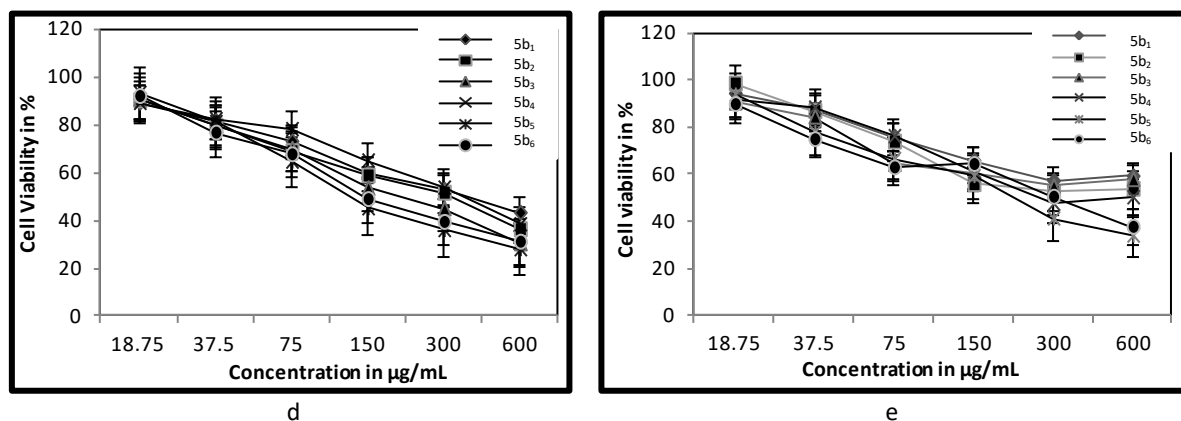 120
100
80
60
40
20
0
Cell Viability in %
18.75 37.5 75 150 300 600
Concentration in µg/mL
5b₁
5b₂
5b₃
5b₄
5b₅
5b₆
d
120
100
80
60
40
20
0
Cell viability in %
18.75 37.5 75 150 300 600
Concentration in µg/mL
5b₁
5b₂
5b₃
5b₄
5b₅
5b₆
e